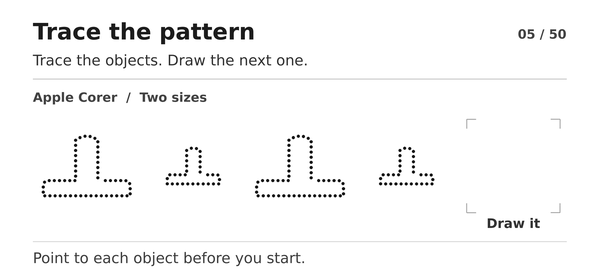 Trace the pattern
05 / 50
Trace the objects. Draw the next one.
Apple Corer / Two sizes
Draw it
Point to each object before you start.